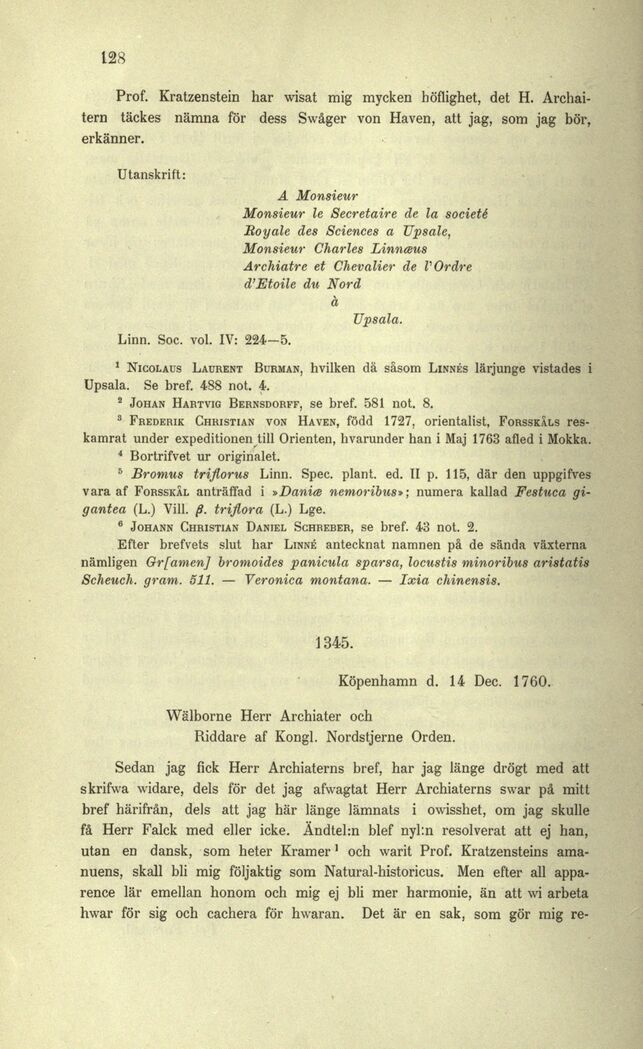 128
Prof. Kratzenstein har wisat mig mycken höflighet, det H. Archai-
tern täckes nämna för dess Swåger von Haven, att jag, som jag bör,
erkänner.
Utanskrift:
A Monsieur
Monsieur le Secretaire de la societé
Royale des Sciences a Upsale,
Monsieur Charles Linnæus
Archiatre et Chevalier de l'Ordre
d'Etoile du Nord
à
Upsala.
Linn. Soc. vol. IV: 224—5.
¹ Nicolaus Laurent Burman, hvilken då såsom Linnés lärjunge vistades i
Upsala. Se bref. 488 not. 4.
² Johan Hartvig Bernsdorff, se bref. 581 not. 8.
³ Frederik Christian von Haven, född 1727, orientalist, Forsskåls res-
kamrat under expeditionen till Orienten, hvarunder han i Maj 1763 afled i Mokka.
⁴ Bortrifvet ur originalet.
⁵ Bromus triflorus Linn. Spec. plant. ed. II p. 115, där den uppgifves
vara af Forsskål anträffad i »Daniæ nemoribus»; numera kallad Festuca gi-
gantea (L.) Vill. β. triflora (L.) Lge.
⁶ Johann Christian Daniel Schreber, se bref. 43 not. 2.
Efter brefvets slut har Linné antecknat namnen på de sända växterna
nämligen Gr[amen] bromoides panicula sparsa, locustis minoribus aristatis
Scheuch. gram. 511. — Veronica montana. — Ixia chinensis.
1345.
Köpenhamn d. 14 Dec. 1760.
Wälborne Herr Archiater och
Riddare af Kongl. Nordstjerne Orden.
Sedan jag fick Herr Archiaterns bref, har jag länge drögt med att
skrifwa widare, dels för det jag afwagtat Herr Archiaterns swar på mitt
bref härifrån, dels att jag här länge lämnats i owisshet, om jag skulle
få Herr Falck med eller icke. Ändtel:n blef nyl:n resolverat att ej han,
utan en dansk, som heter Kramer ¹ och warit Prof. Kratzensteins ama-
nuens, skall bli mig följaktig som Natural-historicus. Men efter all appa-
rence lär emellan honom och mig ej bli mer harmonie, än att wi arbeta
hwar för sig och cachera för hwaran. Det är en sak, som gör mig re-